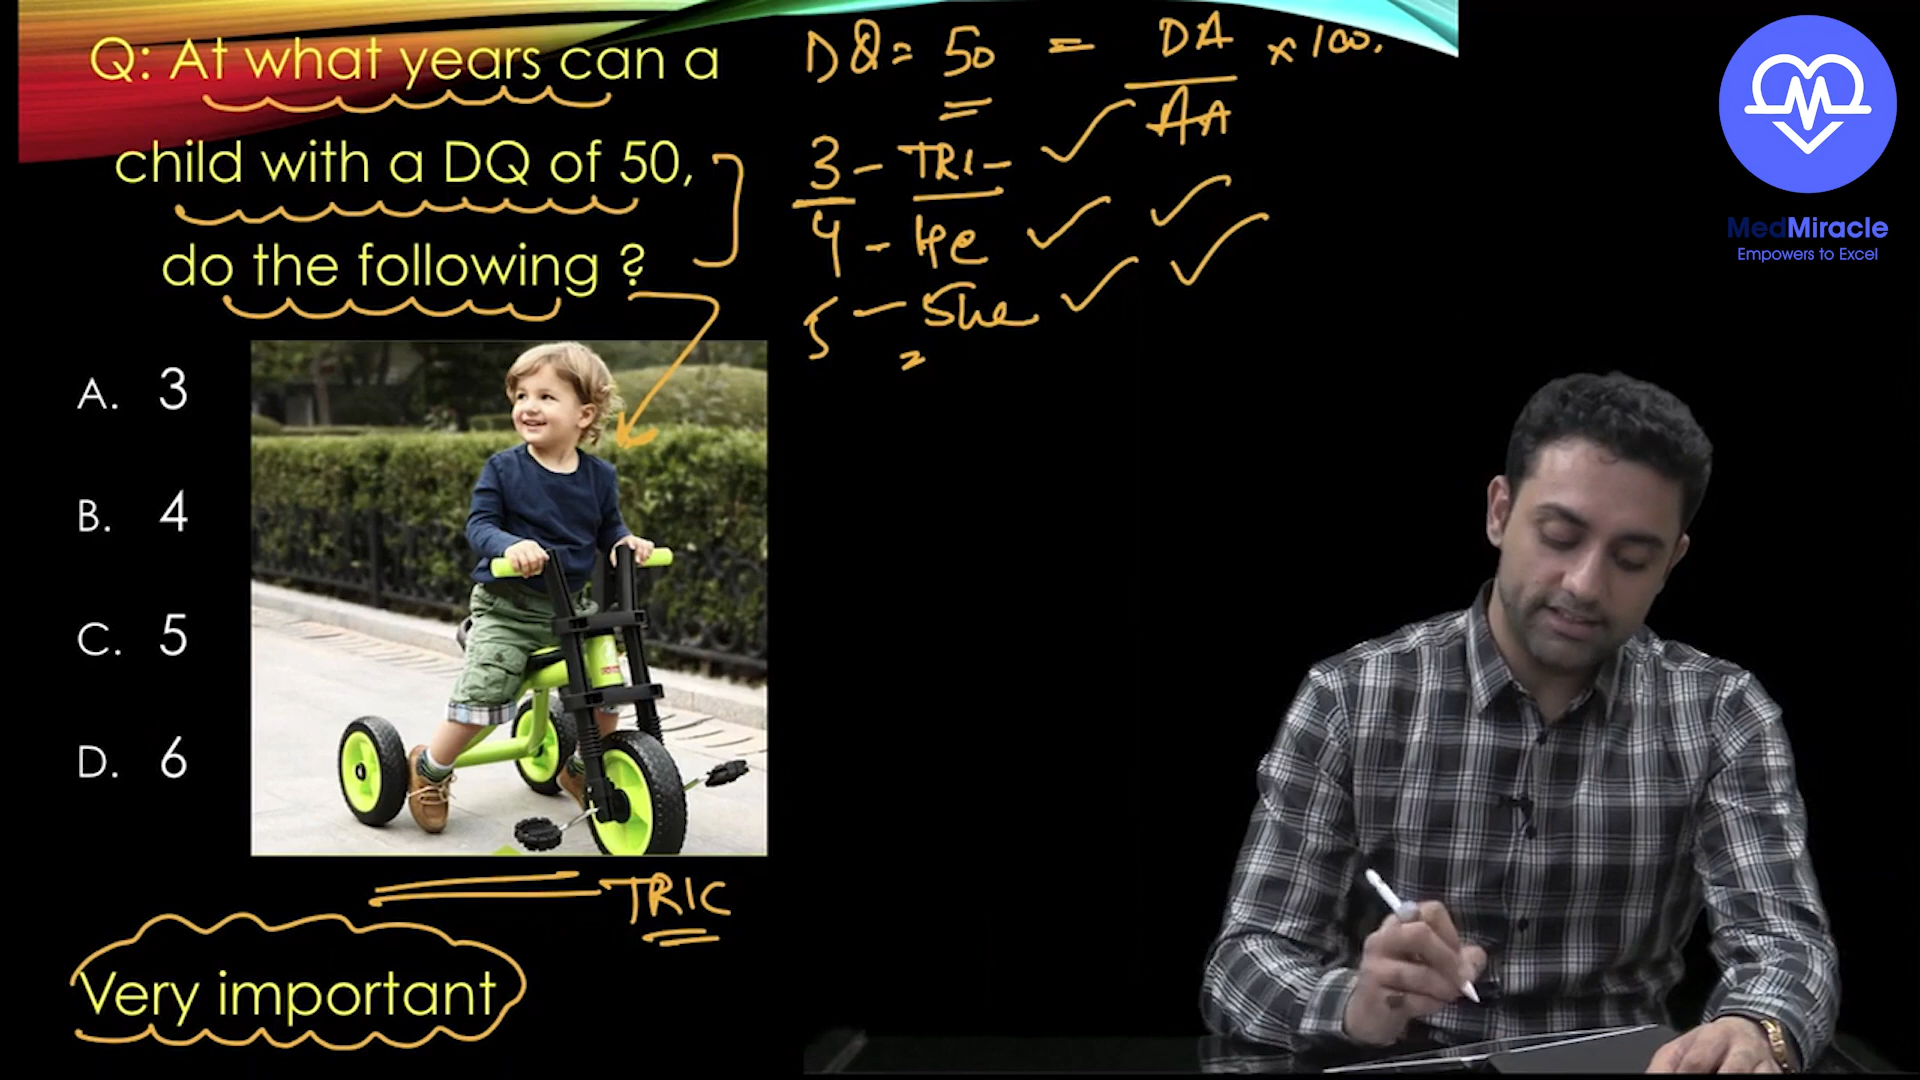 Q: At what years can a
child with a DQ of 50,
do the following ?
A. 3
B. 4
C. 5
D. 6
TRIC
Very important
DQ = 50 = DA / AA × 100.
3 - TRI - ✓
4 - He ✓ ✓
5 - She ✓ ✓
MedMiracle
Empowers to Excel